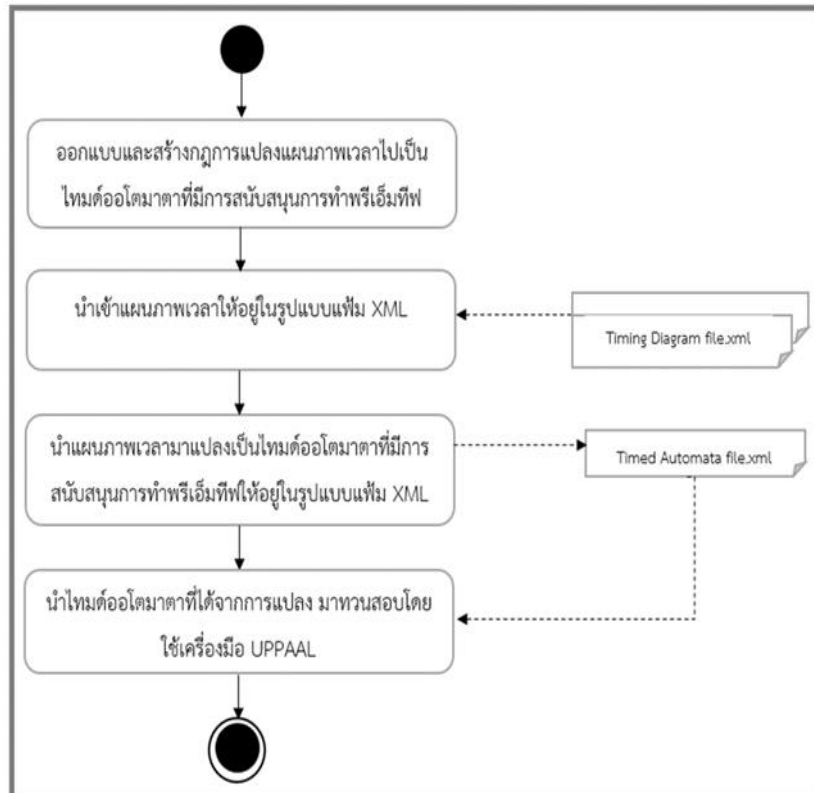 ออกแบบและสร้างกฎการแปลงแผนภาพเวลาไปเป็น
ไทมด์ออโตมาตาที่มีการสนับสนุนการทำพรีเอ็มทีฟ
นำเข้าแผนภาพเวลาให้อยู่ในรูปแบบแฟ้ม XML
Timing Diagram file.xml
นำแผนภาพเวลามาแปลงเป็นไทมด์ออโตมาตาที่มีการ
สนับสนุนการทำพรีเอ็มทีฟให้อยู่ในรูปแบบแฟ้ม XML
Timed Automata file.xml
นำไทมด์ออโตมาตาที่ได้จากการแปลง มาทวนสอบโดย
ใช้เครื่องมือ UPPAAL